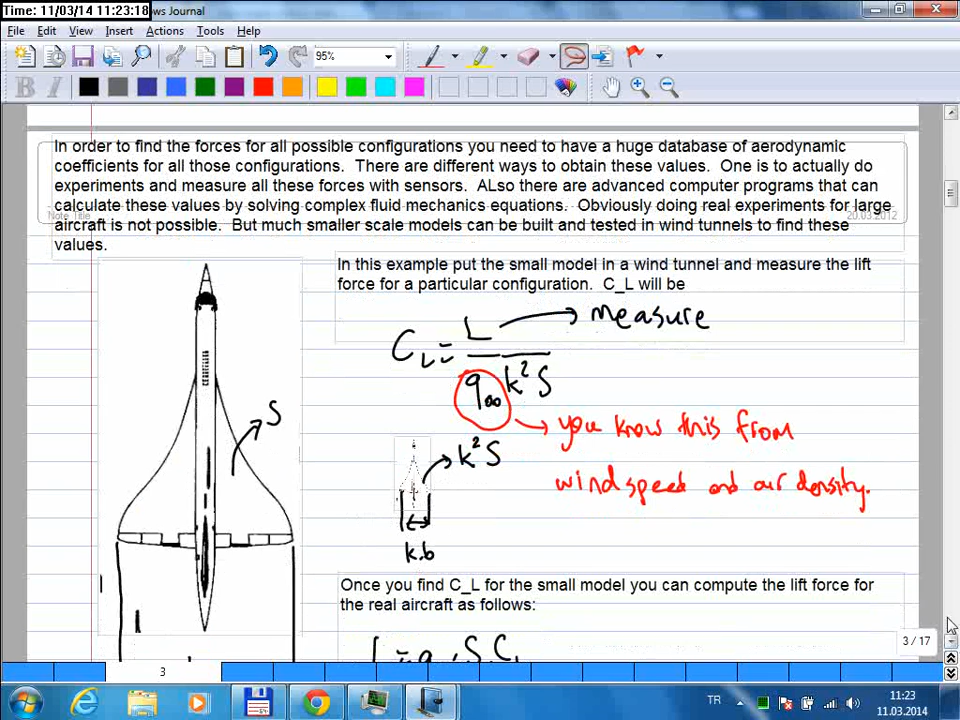 Time: 11/03/14 11:23:18
ws Journal
File Edit View Insert Actions Tools Help
95%
B I
In order to find the forces for all possible configurations you need to have a huge database of aerodynamic
coefficients for all those configurations. There are different ways to obtain these values. One is to actually do
experiments and measure all these forces with sensors. ALso there are advanced computer programs that can
calculate these values by solving complex fluid mechanics equations. Obviously doing real experiments for large
Note Title
20.03.2012
aircraft is not possible. But much smaller scale models can be built and tested in wind tunnels to find these
values.
In this example put the small model in a wind tunnel and measure the lift
force for a particular configuration. C_L will be
C_L = L / q∞ k²S
measure
S
you know this from
k²S
windspeed and air density.
k.b
Once you find C_L for the small model you can compute the lift force for
the real aircraft as follows:
3 / 17
3
TR
11:23
11.03.2014